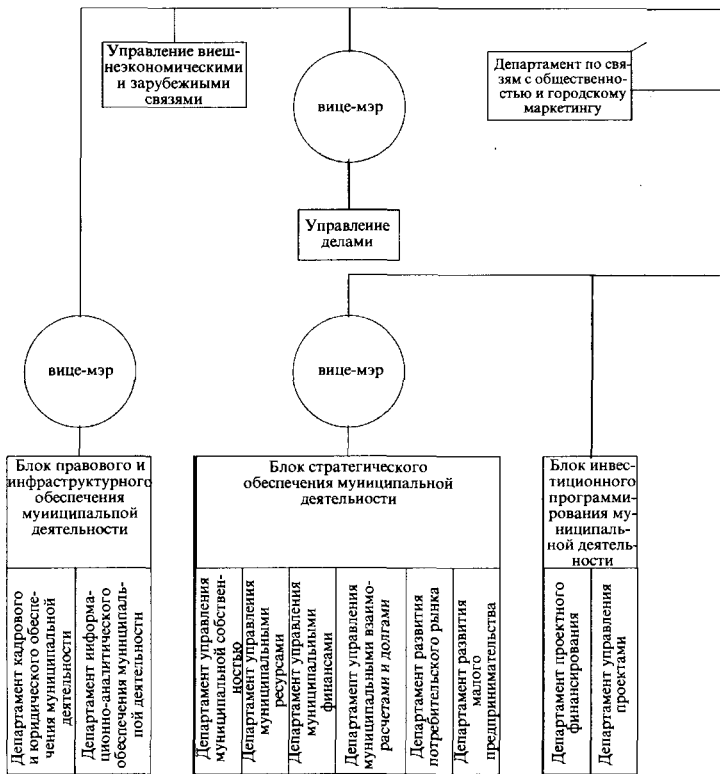 Управление внеш-
неэкономическими
и зарубежными
связями
вице-мэр
Департамент по свя-
зям с общественно-
стью и городскому
маркетингу
Управление
делами
вице-мэр
вице-мэр
Блок правового и
инфраструктурного
обеспечения
муниципальной
деятельности
Блок стратегического
обеспечения муниципальной
деятельности
Блок инвес-
тиционного
программи-
рования му-
ниципаль-
ной деятель-
ности
Департамент кадрового
и юридического обеспе-
чения муниципальной
деятельности
Департамент информа-
ционно-аналитического
обеспечения муниципаль-
ной деятельности
Департамент управления
муниципальной собствен-
ностью
Департамент управления
муниципальными
ресурсами
Департамент управления
муниципальными
финансами
Департамент управления
муниципальными взаимо-
расчетами и долгами
Департамент развития
потребительского рынка
Департамент развития
малого
предпринимательства
Департамент проектного
финансирования
Департамент управления
проектами